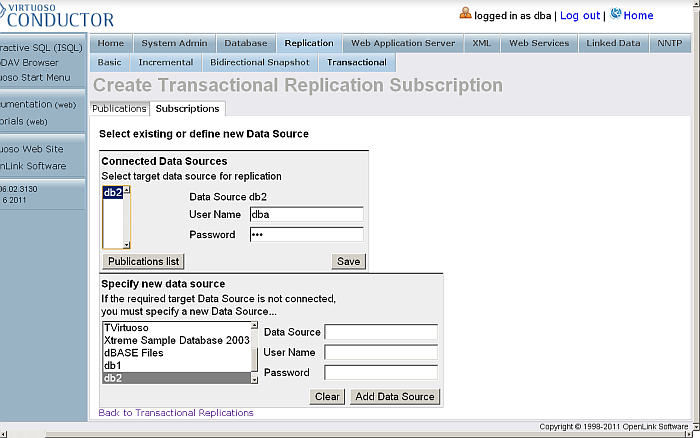 VIRTUOSO
CONDUCTOR
logged in as dba | Log out | Home
ractive SQL (ISQL)
DAV Browser
uoso Start Menu
umentation (web)
orials (web)
uoso Web Site
nLink Software
06.02.3130
6 2011
Home System Admin Database Replication Web Application Server XML Web Services Linked Data NNTP
Basic Incremental Bidirectional Snapshot Transactional
Create Transactional Replication Subscription
Publications Subscriptions
Select existing or define new Data Source
Connected Data Sources
Select target data source for replication
db2
Data Source db2
User Name dba
Password •••
Publications list Save
Specify new data source
If the required target Data Source is not connected,
you must specify a new Data Source...
TVirtuoso
Xtreme Sample Database 2003
dBASE Files
db1
db2
Data Source
User Name
Password
Clear Add Data Source
Back to Transactional Replications
Copyright © 1998-2011 OpenLink Software